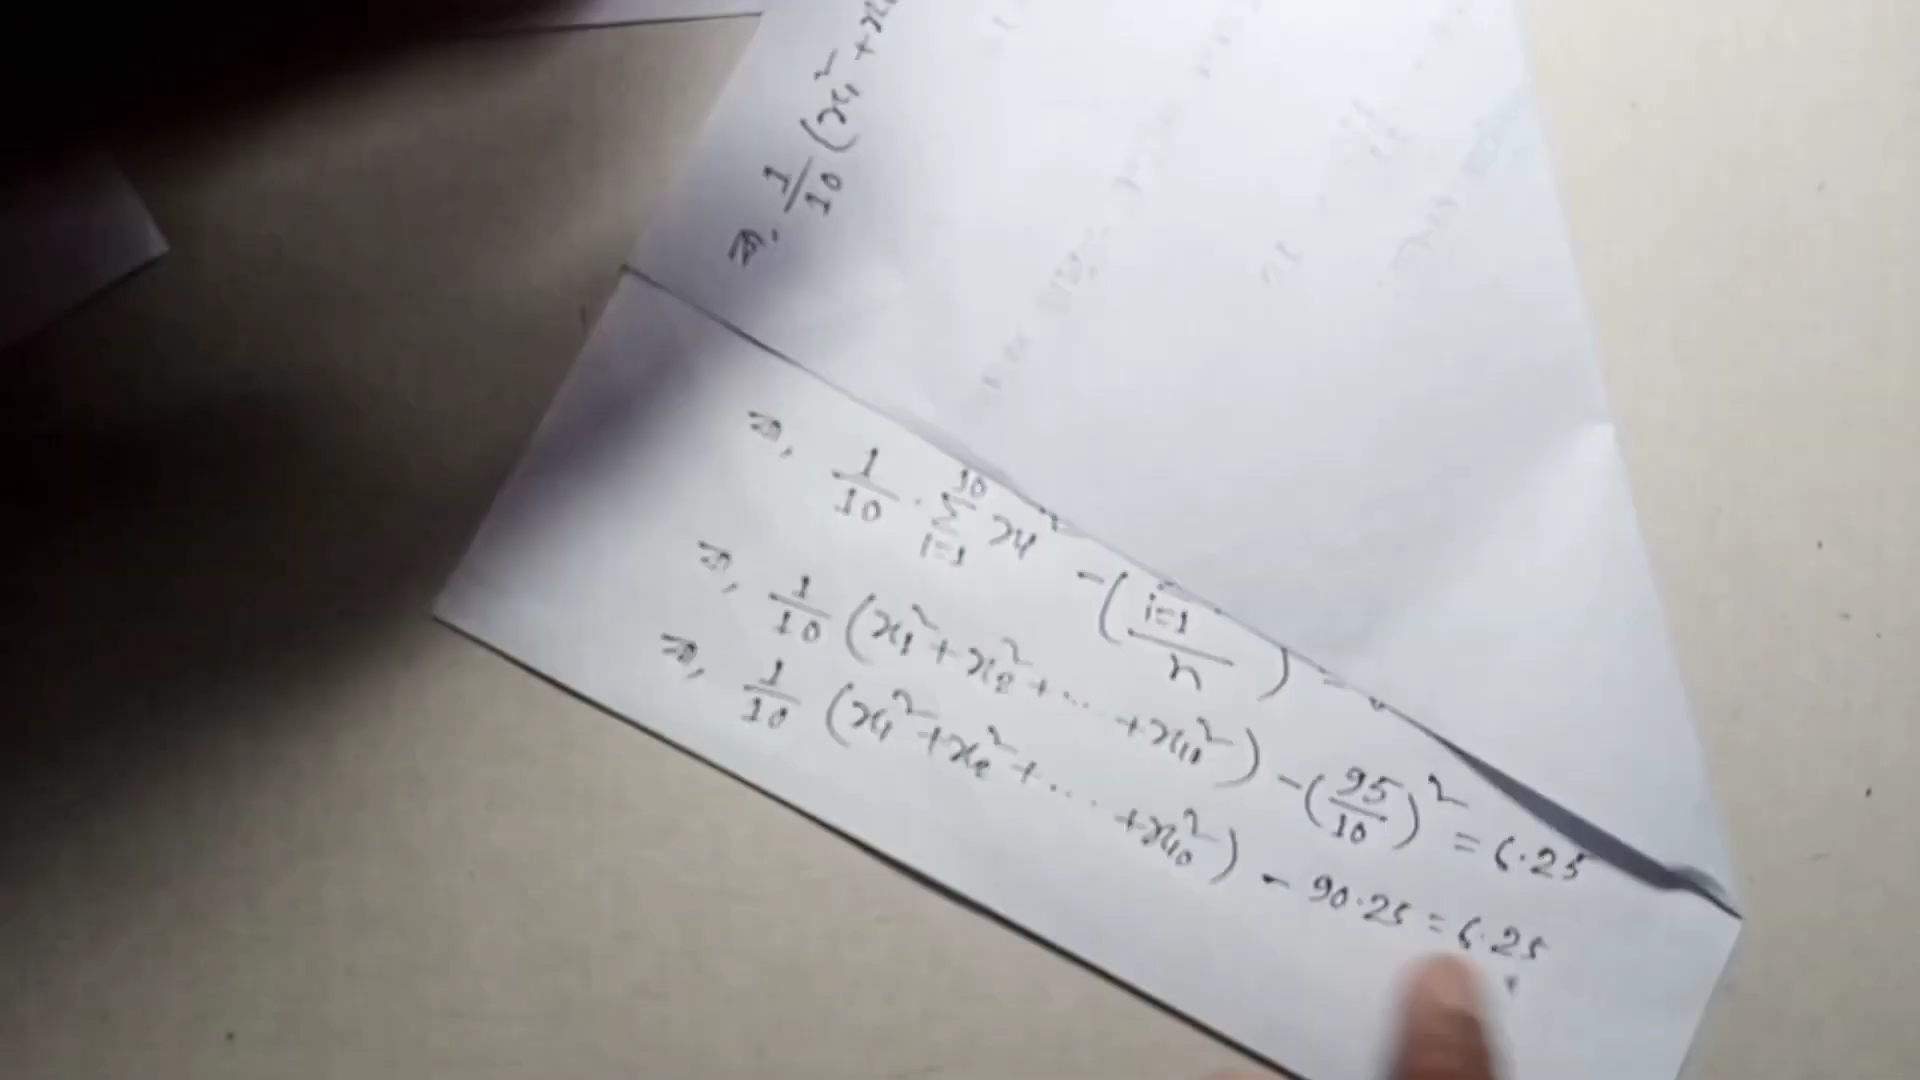 ⇒, 1/10 (x₁² + x
⇒, 1/10 · Σ_{i=1}^{10} xᵢ² - (i=1/n)
⇒, 1/10 (x₁² + x₂² + .... + x₁₀²) - (95/10)² = 6.25
⇒, 1/10 (x₁² + x₂² + .... + x₁₀²) - 90.25 = 6.25